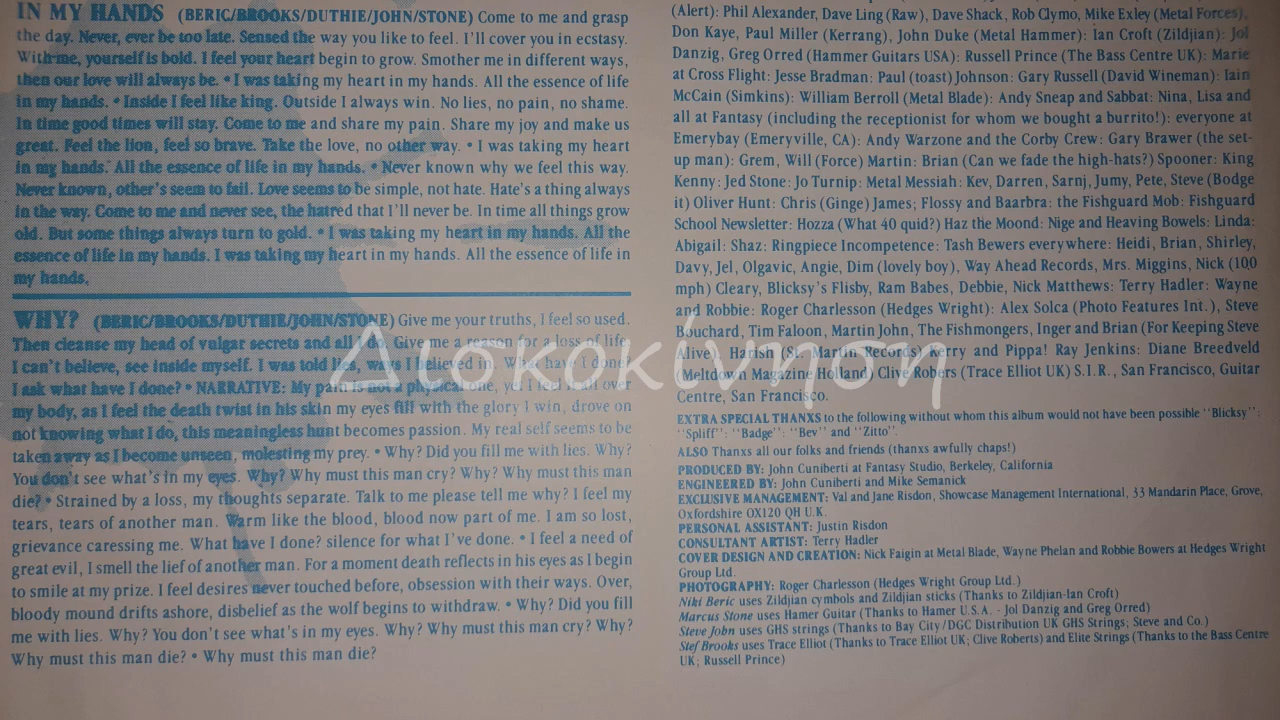 IN MY HANDS (BERIC/BROOKS/DUTHIE/JOHN/STONE) Come to me and grasp
the day. Never, ever be too late. Sensed the way you like to feel. I'll cover you in ecstasy.
With me, yourself is bold. I feel your heart begin to grow. Smother me in different ways,
then our love will always be. • I was taking my heart in my hands. All the essence of life
in my hands. • Inside I feel like king. Outside I always win. No lies, no pain, no shame.
In time good times will stay. Come to me and share my pain. Share my joy and make us
great. Feel the lion, feel so brave. Take the love, no other way. • I was taking my heart
in my hands. All the essence of life in my hands. • Never known why we feel this way.
Never known, other's seem to fail. Love seems to be simple, not hate. Hate's a thing always
in the way. Come to me and never see, the hatred that I'll never be. In time all things grow
old. But some things always turn to gold. • I was taking my heart in my hands. All the
essence of life in my hands. I was taking my heart in my hands. All the essence of life in
my hands.
WHY? (BERIC/BROOKS/DUTHIE/JOHN/STONE) Give me your truths, I feel so used.
Then cleanse my head of vulgar secrets and all I do. Give me a reason for a loss of life.
I can't believe, see inside myself. I was told lies, was I believed in. What have I done?
I ask what have I done? • NARRATIVE: My pain is not a physical one, yet I feel it all over
my body, as I feel the death twist in his skin my eyes fill with the glory I win, drove on
not knowing what I do, this meaningless hunt becomes passion. My real self seems to be
taken away as I become unseen, molesting my prey. • Why? Did you fill me with lies. Why?
You don't see what's in my eyes. Why? Why must this man cry? Why? Why must this man
die? • Strained by a loss, my thoughts separate. Talk to me please tell me why? I feel my
tears, tears of another man. Warm like the blood, blood now part of me. I am so lost,
grievance caressing me. What have I done? silence for what I've done. • I feel a need of
great evil, I smell the lief of another man. For a moment death reflects in his eyes as I begin
to smile at my prize. I feel desires never touched before, obsession with their ways. Over,
bloody mound drifts ashore, disbelief as the wolf begins to withdraw. • Why? Did you fill
me with lies. Why? You don't see what's in my eyes. Why? Why must this man cry? Why?
Why must this man die? • Why must this man die?
(Alert): Phil Alexander, Dave Ling (Raw), Dave Shack, Rob Clymo, Mike Exley (Metal Forces),
Don Kaye, Paul Miller (Kerrang), John Duke (Metal Hammer): Ian Croft (Zildjian): Jol
Danzig, Greg Orred (Hammer Guitars USA): Russell Prince (The Bass Centre UK): Marie
at Cross Flight: Jesse Bradman: Paul (toast) Johnson: Gary Russell (David Wineman): Iain
McCain (Simkins): William Berroll (Metal Blade): Andy Sneap and Sabbat: Nina, Lisa and
all at Fantasy (including the receptionist for whom we bought a burrito!): everyone at
Emerybay (Emeryville, CA): Andy Warzone and the Corby Crew: Gary Brawer (the set-
up man): Grem, Will (Force) Martin: Brian (Can we fade the high-hats?) Spooner: King
Kenny: Jed Stone: Jo Turnip: Metal Messiah: Kev, Darren, Sarnj, Jumy, Pete, Steve (Bodge
it) Oliver Hunt: Chris (Ginge) James; Flossy and Baarbra: the Fishguard Mob: Fishguard
School Newsletter: Hozza (What 40 quid?) Haz the Moond: Nige and Heaving Bowels: Linda:
Abigail: Shaz: Ringpiece Incompetence: Tash Bewers everywhere: Heidi, Brian, Shirley,
Davy, Jel, Olgavic, Angie, Dim (lovely boy), Way Ahead Records, Mrs. Miggins, Nick (100
mph) Cleary, Blicksy's Flisby, Ram Babes, Debbie, Nick Matthews: Terry Hadler: Wayne
and Robbie: Roger Charlesson (Hedges Wright): Alex Solca (Photo Features Int.), Steve
Bouchard, Tim Faloon, Martin John, The Fishmongers, Inger and Brian (For Keeping Steve
Alive), Harish (St. Martin Records) Kerry and Pippa! Ray Jenkins: Diane Breedveld
(Meltdown Magazine Holland) Clive Robers (Trace Elliot UK) S.I.R., San Francisco, Guitar
Centre, San Francisco.
EXTRA SPECIAL THANXS to the following without whom this album would not have been possible "Blicksy":
"Spliff": "Badge": "Bev" and "Zitto".
ALSO Thanxs all our folks and friends (thanxs awfully chaps!)
PRODUCED BY: John Cuniberti at Fantasy Studio, Berkeley, California
ENGINEERED BY: John Cuniberti and Mike Semanick
EXCLUSIVE MANAGEMENT: Val and Jane Risdon, Showcase Management International, 33 Mandarin Place, Grove,
Oxfordshire OX120 QH U.K.
PERSONAL ASSISTANT: Justin Risdon
CONSULTANT ARTIST: Terry Hadler
COVER DESIGN AND CREATION: Nick Faigin at Metal Blade, Wayne Phelan and Robbie Bowers at Hedges Wright
Group Ltd.
PHOTOGRAPHY: Roger Charlesson (Hedges Wright Group Ltd.)
Niki Beric uses Zildjian cymbols and Zildjian sticks (Thanks to Zildjian-Ian Croft)
Marcus Stone uses Hamer Guitar (Thanks to Hamer U.S.A. - Jol Danzig and Greg Orred)
Steve John uses GHS strings (Thanks to Bay City/DGC Distribution UK GHS Strings; Steve and Co.)
Stef Brooks uses Trace Elliot (Thanks to Trace Elliot UK; Clive Roberts) and Elite Strings (Thanks to the Bass Centre
UK; Russell Prince)
Διακοκίνηση